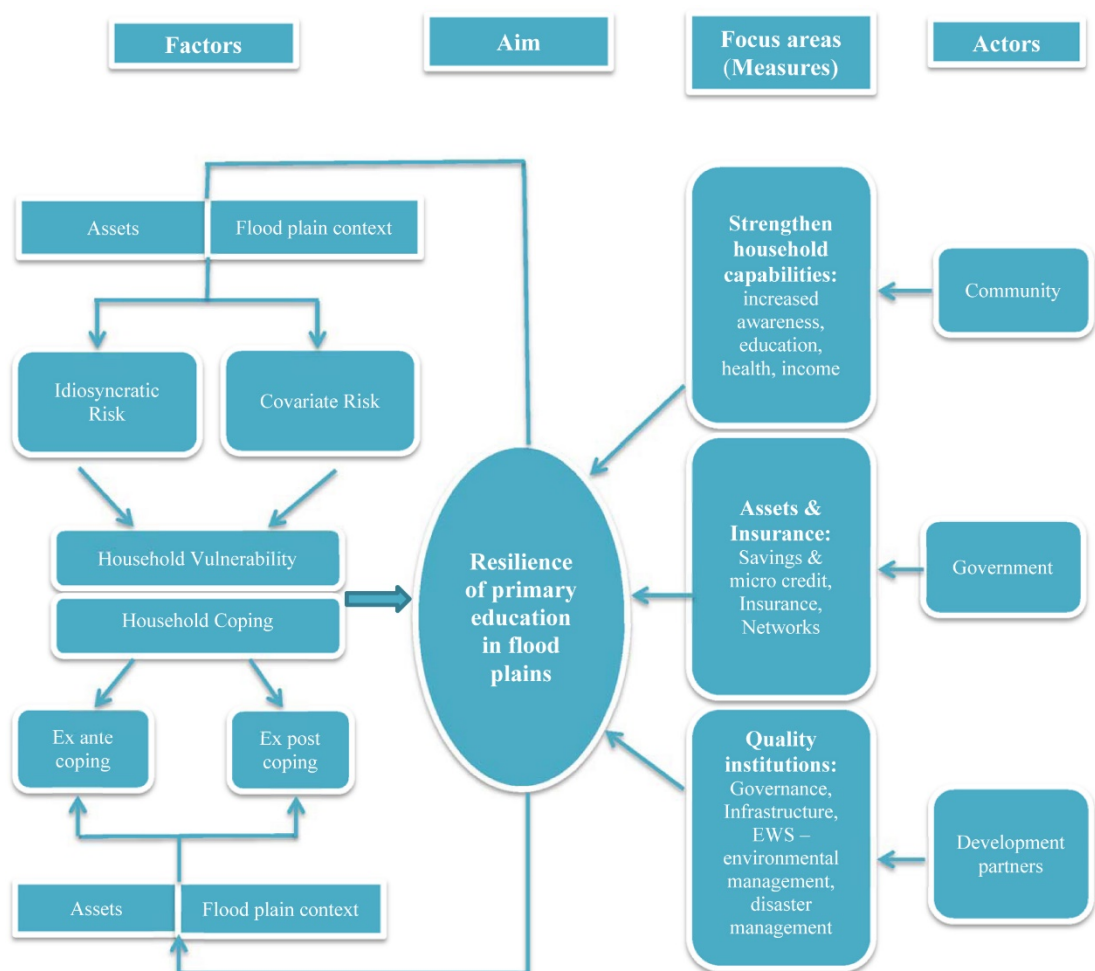 Factors
Aim
Focus areas
(Measures)
Actors
Assets
Flood plain context
Idiosyncratic
Risk
Covariate Risk
Household Vulnerability
Household Coping
Ex ante
coping
Ex post
coping
Assets
Flood plain context
Resilience
of primary
education
in flood
plains
Strengthen
household
capabilities:
increased
awareness,
education,
health, income
Assets &
Insurance:
Savings &
micro credit,
Insurance,
Networks
Quality
institutions:
Governance,
Infrastructure,
EWS –
environmental
management,
disaster
management
Community
Government
Development
partners